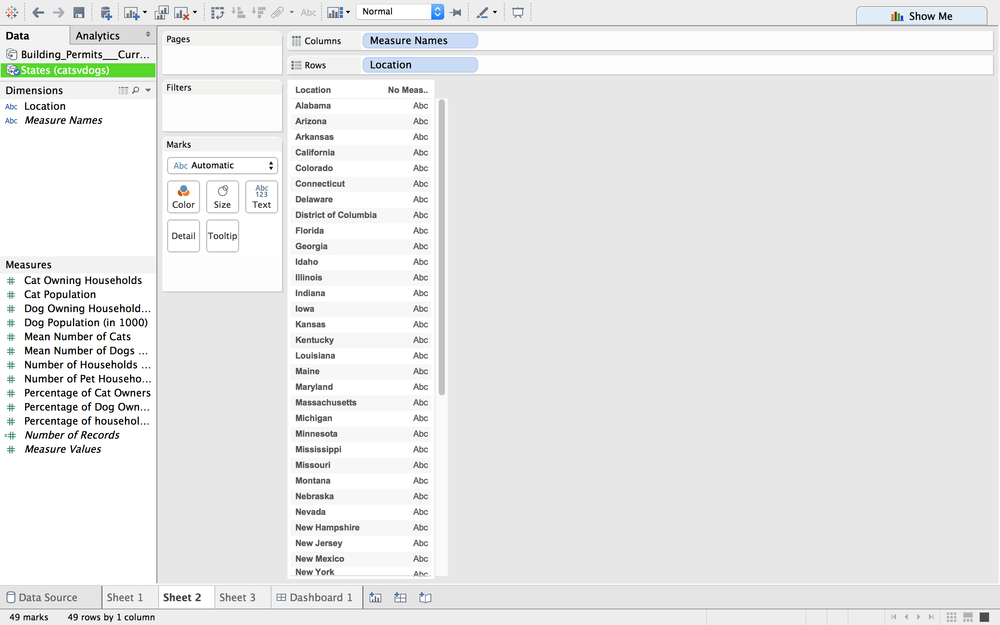 Abc
Normal
Show Me
Data
Analytics
Building_Permits___Curr...
States (catsvdogs)
Dimensions
Abc Location
Abc Measure Names
Measures
Cat Owning Households
Cat Population
Dog Owning Household...
Dog Population (in 1000)
Mean Number of Cats
Mean Number of Dogs ...
Number of Households ...
Number of Pet Househo...
Percentage of Cat Owners
Percentage of Dog Own...
Percentage of househol...
Number of Records
Measure Values
Pages
Filters
Marks
Abc Automatic
Color
Size
Abc
123
Text
Detail
Tooltip
Columns
Measure Names
Rows
Location
Location No Meas..
Alabama Abc
Arizona Abc
Arkansas Abc
California Abc
Colorado Abc
Connecticut Abc
Delaware Abc
District of Columbia Abc
Florida Abc
Georgia Abc
Idaho Abc
Illinois Abc
Indiana Abc
Iowa Abc
Kansas Abc
Kentucky Abc
Louisiana Abc
Maine Abc
Maryland Abc
Massachusetts Abc
Michigan Abc
Minnesota Abc
Mississippi Abc
Missouri Abc
Montana Abc
Nebraska Abc
Nevada Abc
New Hampshire Abc
New Jersey Abc
New Mexico Abc
New York Abc
Data Source
Sheet 1
Sheet 2
Sheet 3
Dashboard 1
49 marks
49 rows by 1 column